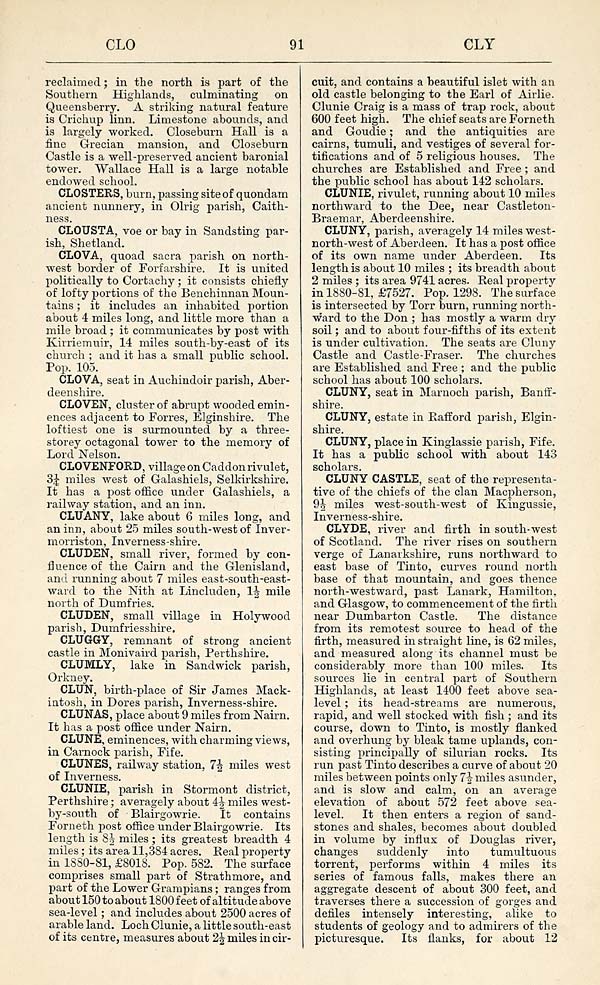 CLO 91 CLY
reclaimed; in the north is part of the
Southern Highlands, culminating on
Queensberry. A striking natural feature
is Crichup linn. Limestone abounds, and
is largely worked. Closeburn Hall is a
fine Grecian mansion, and Closeburn
Castle is a well-preserved ancient baronial
tower. Wallace Hall is a large notable
endowed school.
CLOSTERS, burn, passing site of quondam
ancient nunnery, in Olrig parish, Caith-
ness.
CLOUSTA, voe or bay in Sandsting par-
ish, Shetland.
CLOVA, quoad sacra parish on north-
west border of Forfarshire. It is united
politically to Cortachy; it consists chiefly
of lofty portions of the Benchinnan Moun-
tains; it includes an inhabited portion
about 4 miles long, and little more than a
mile broad; it communicates by post with
Kirriemuir, 14 miles south-by-east of its
church; and it has a small public school.
Pop. 105.
CLOVA, seat in Auchindoir parish, Aber-
deenshire.
CLOVEN, cluster of abrupt wooded emin-
ences adjacent to Forres, Elginshire. The
loftiest one is surmounted by a three-
storey octagonal tower to the memory of
Lord Nelson.
CLOVENFORD, village on Caddon rivulet,
3¼ miles west of Galashiels, Selkirkshire.
It has a post office under Galashiels, a
railway station, and an inn.
CLUANY, lake about 6 miles long, and
an inn, about 25 miles south-west of Inver-
morriston, Inverness-shire.
CLUDEN, small river, formed by con-
fluence of the Cairn and the Glenisland,
and running about 7 miles east-south-east-
ward to the Nith at Lincluden, 1½ mile
north of Dumfries.
CLUDEN, small village in Holywood
parish, Dumfriesshire.
CLUGGY, remnant of strong ancient
castle in Monivaird parish, Perthshire.
CLUMLY, lake in Sandwick parish,
Orkney.
CLUN, birth-place of Sir James Mack-
intosh, in Dores parish, Inverness-shire.
CLUNAS, place about 9 miles from Nairn.
It has a post office under Nairn.
CLUNE, eminences, with charming views,
in Carnock parish, Fife.
CLUNES, railway station, 7½ miles west
of Inverness.
CLUNIE, parish in Stormont district,
Perthshire; averagely about 4½ miles west-
by-south of Blairgowrie. It contains
Forneth post office under Blairgowrie. Its
length is 8½ miles; its greatest breadth 4
miles; its area 11,384 acres. Real property
in 1880-81, £8018. Pop. 582. The surface
comprises small part of Strathmore, and
part of the Lower Grampians; ranges from
about 150 to about 1800 feet of altitude above
sea-level; and includes about 2500 acres of
arable land. Loch Clunie, a little south-east
of its centre, measures about 2½ miles in cir-
cuit, and contains a beautiful islet with an
old castle belonging to the Earl of Airlie.
Clunie Craig is a mass of trap rock, about
600 feet high. The chief seats are Forneth
and Goudie; and the antiquities are
cairns, tumuli, and vestiges of several for-
tifications and of 5 religious houses. The
churches are Established and Free; and
the public school has about 142 scholars.
CLUNIE, rivulet, running about 10 miles
northward to the Dee, near Castleton-
Braemar, Aberdeenshire.
CLUNY, parish, averagely 14 miles west-
north-west of Aberdeen. It has a post office
of its own name under Aberdeen. Its
length is about 10 miles; its breadth about
2 miles; its area 9741 acres. Real property
in 1880-81, £7527. Pop. 1298. The surface
is intersected by Torr burn, running north-
ward to the Don; has mostly a warm dry
soil; and to about four-fifths of its extent
is under cultivation. The seats are Cluny
Castle and Castle-Fraser. The churches
are Established and Free; and the public
school has about 100 scholars.
CLUNY, seat in Marnoch parish, Banff-
shire.
CLUNY, estate in Rafford parish, Elgin-
shire.
CLUNY, place in Kinglassie parish, Fife.
It has a public school with about 143
scholars.
CLUNY CASTLE, seat of the representa-
tive of the chiefs of the clan Macpherson,
9½ miles west-south-west of Kingussie,
Inverness-shire.
CLYDE, river and firth in south-west
of Scotland. The river rises on southern
verge of Lanarkshire, runs northward to
east base of Tinto, curves round north
base of that mountain, and goes thence
north-westward, past Lanark, Hamilton,
and Glasgow, to commencement of the firth
near Dumbarton Castle. The distance
from its remotest source to head of the
firth, measured in straight line, is 62 miles,
and measured along its channel must be
considerably more than 100 miles. Its
sources lie in central part of Southern
Highlands, at least 1400 feet above sea-
level; its head-streams are numerous,
rapid, and well stocked with fish; and its
course, down to Tinto, is mostly flanked
and overhung by bleak tame uplands, con-
sisting principally of silurian rocks. Its
run past Tinto describes a curve of about 20
miles between points only 7½ miles asunder,
and is slow and calm, on an average
elevation of about 572 feet above sea-
level. It then enters a region of sand-
stones and shales, becomes about doubled
in volume by influx of Douglas river,
changes suddenly into tumultuous
torrent, performs within 4 miles its
series of famous falls, makes there an
aggregate descent of about 300 feet, and
traverses there a succession of gorges and
defiles intensely interesting, alike to
students of geology and to admirers of the
picturesque. Its flanks, for about 12